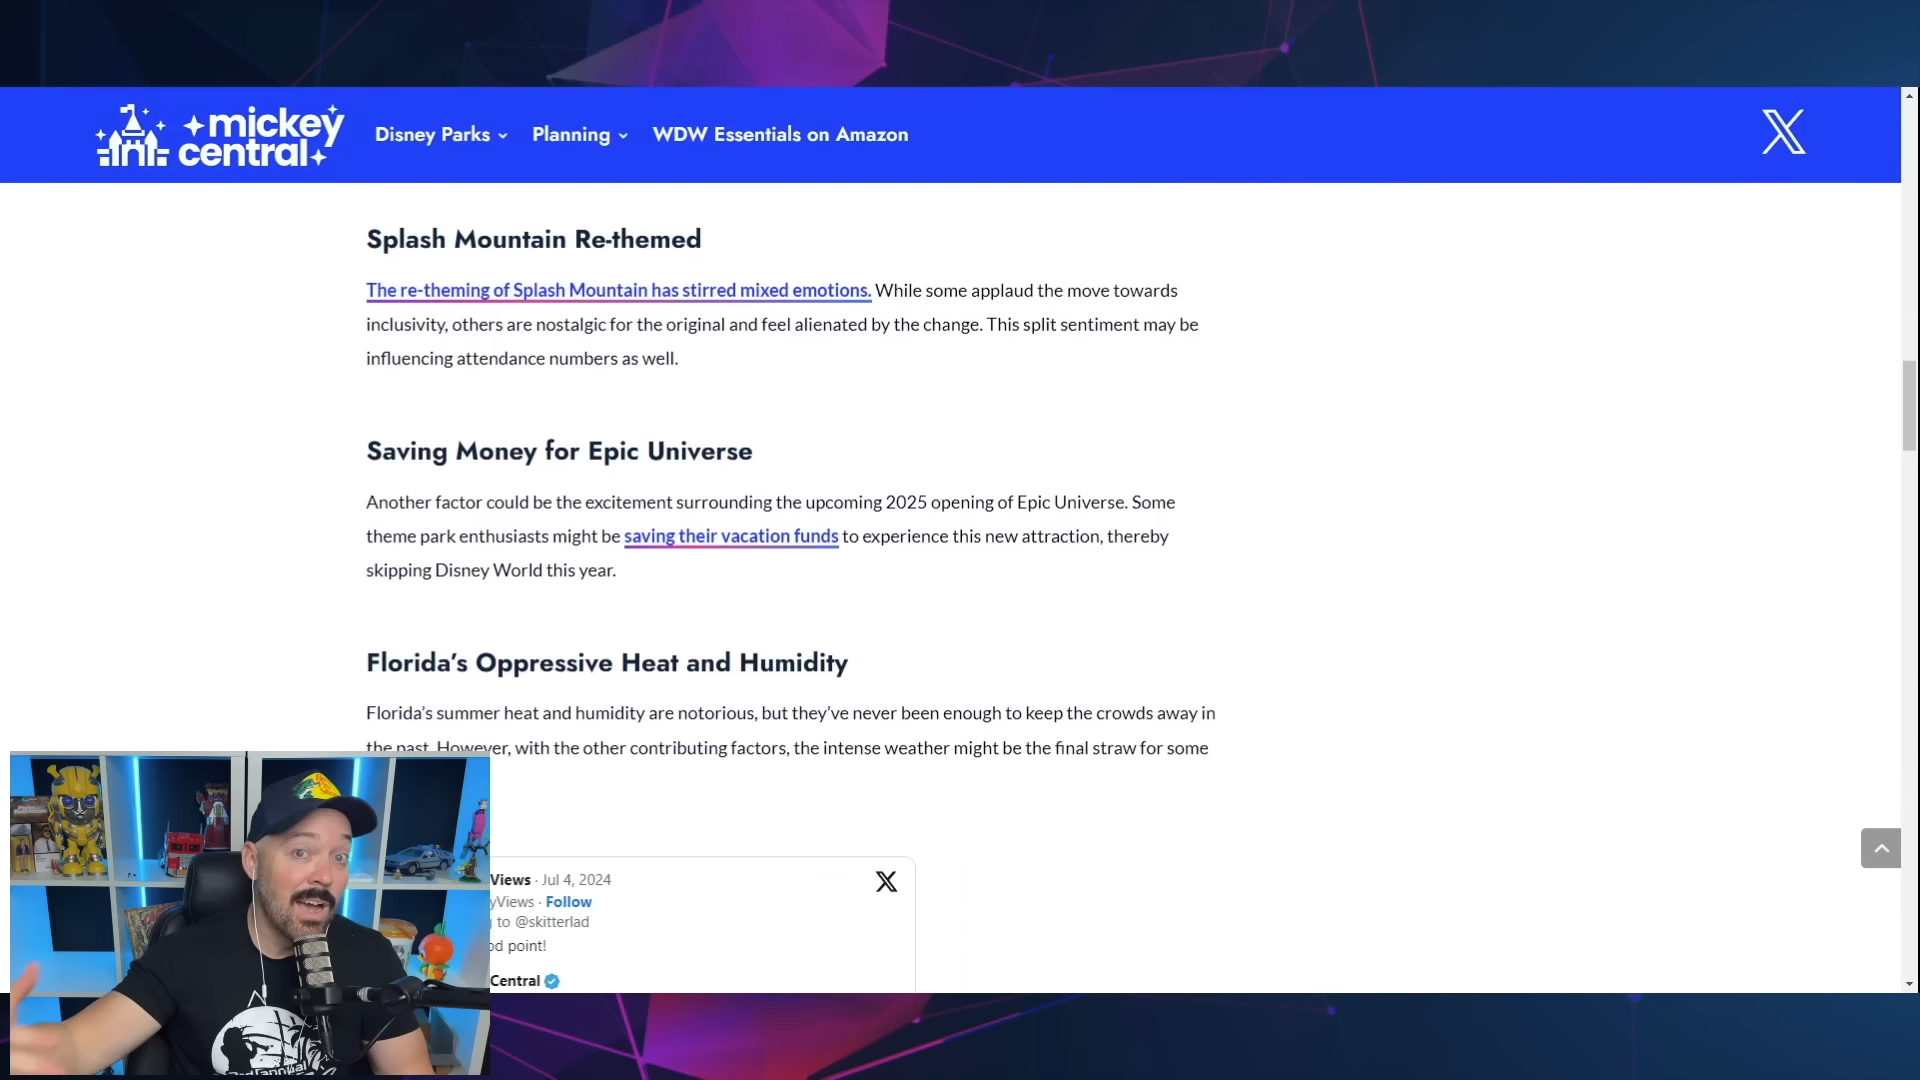 mickey
central
Disney Parks
Planning
WDW Essentials on Amazon
Splash Mountain Re-themed
The re-theming of Splash Mountain has stirred mixed emotions. While some applaud the move towards
inclusivity, others are nostalgic for the original and feel alienated by the change. This split sentiment may be
influencing attendance numbers as well.
Saving Money for Epic Universe
Another factor could be the excitement surrounding the upcoming 2025 opening of Epic Universe. Some
theme park enthusiasts might be saving their vacation funds to experience this new attraction, thereby
skipping Disney World this year.
Florida’s Oppressive Heat and Humidity
Florida’s summer heat and humidity are notorious, but they’ve never been enough to keep the crowds away in
the past. However, with the other contributing factors, the intense weather might be the final straw for some
Views · Jul 4, 2024
yViews · Follow
to @skitterlad
point!
Central